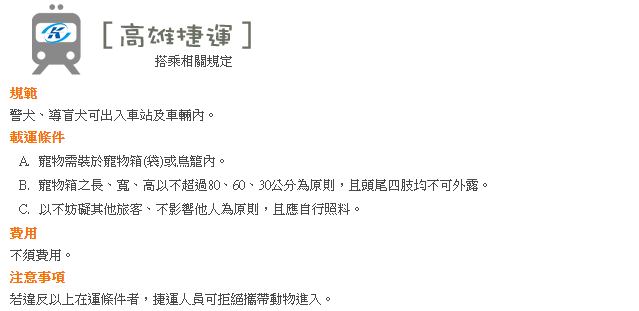 [高雄捷運]
搭乘相關規定
規範
警犬、導盲犬可出入車站及車輛內。
載運條件
A. 寵物需裝於寵物箱(袋)或鳥籠內。
B. 寵物箱之長、寬、高以不超過80、60、30公分為原則，且頭尾四肢均不可外露。
C. 以不妨礙其他旅客、不影響他人為原則，且應自行照料。
費用
不須費用。
注意事項
若違反以上在運條件者，捷運人員可拒絕攜帶動物進入。